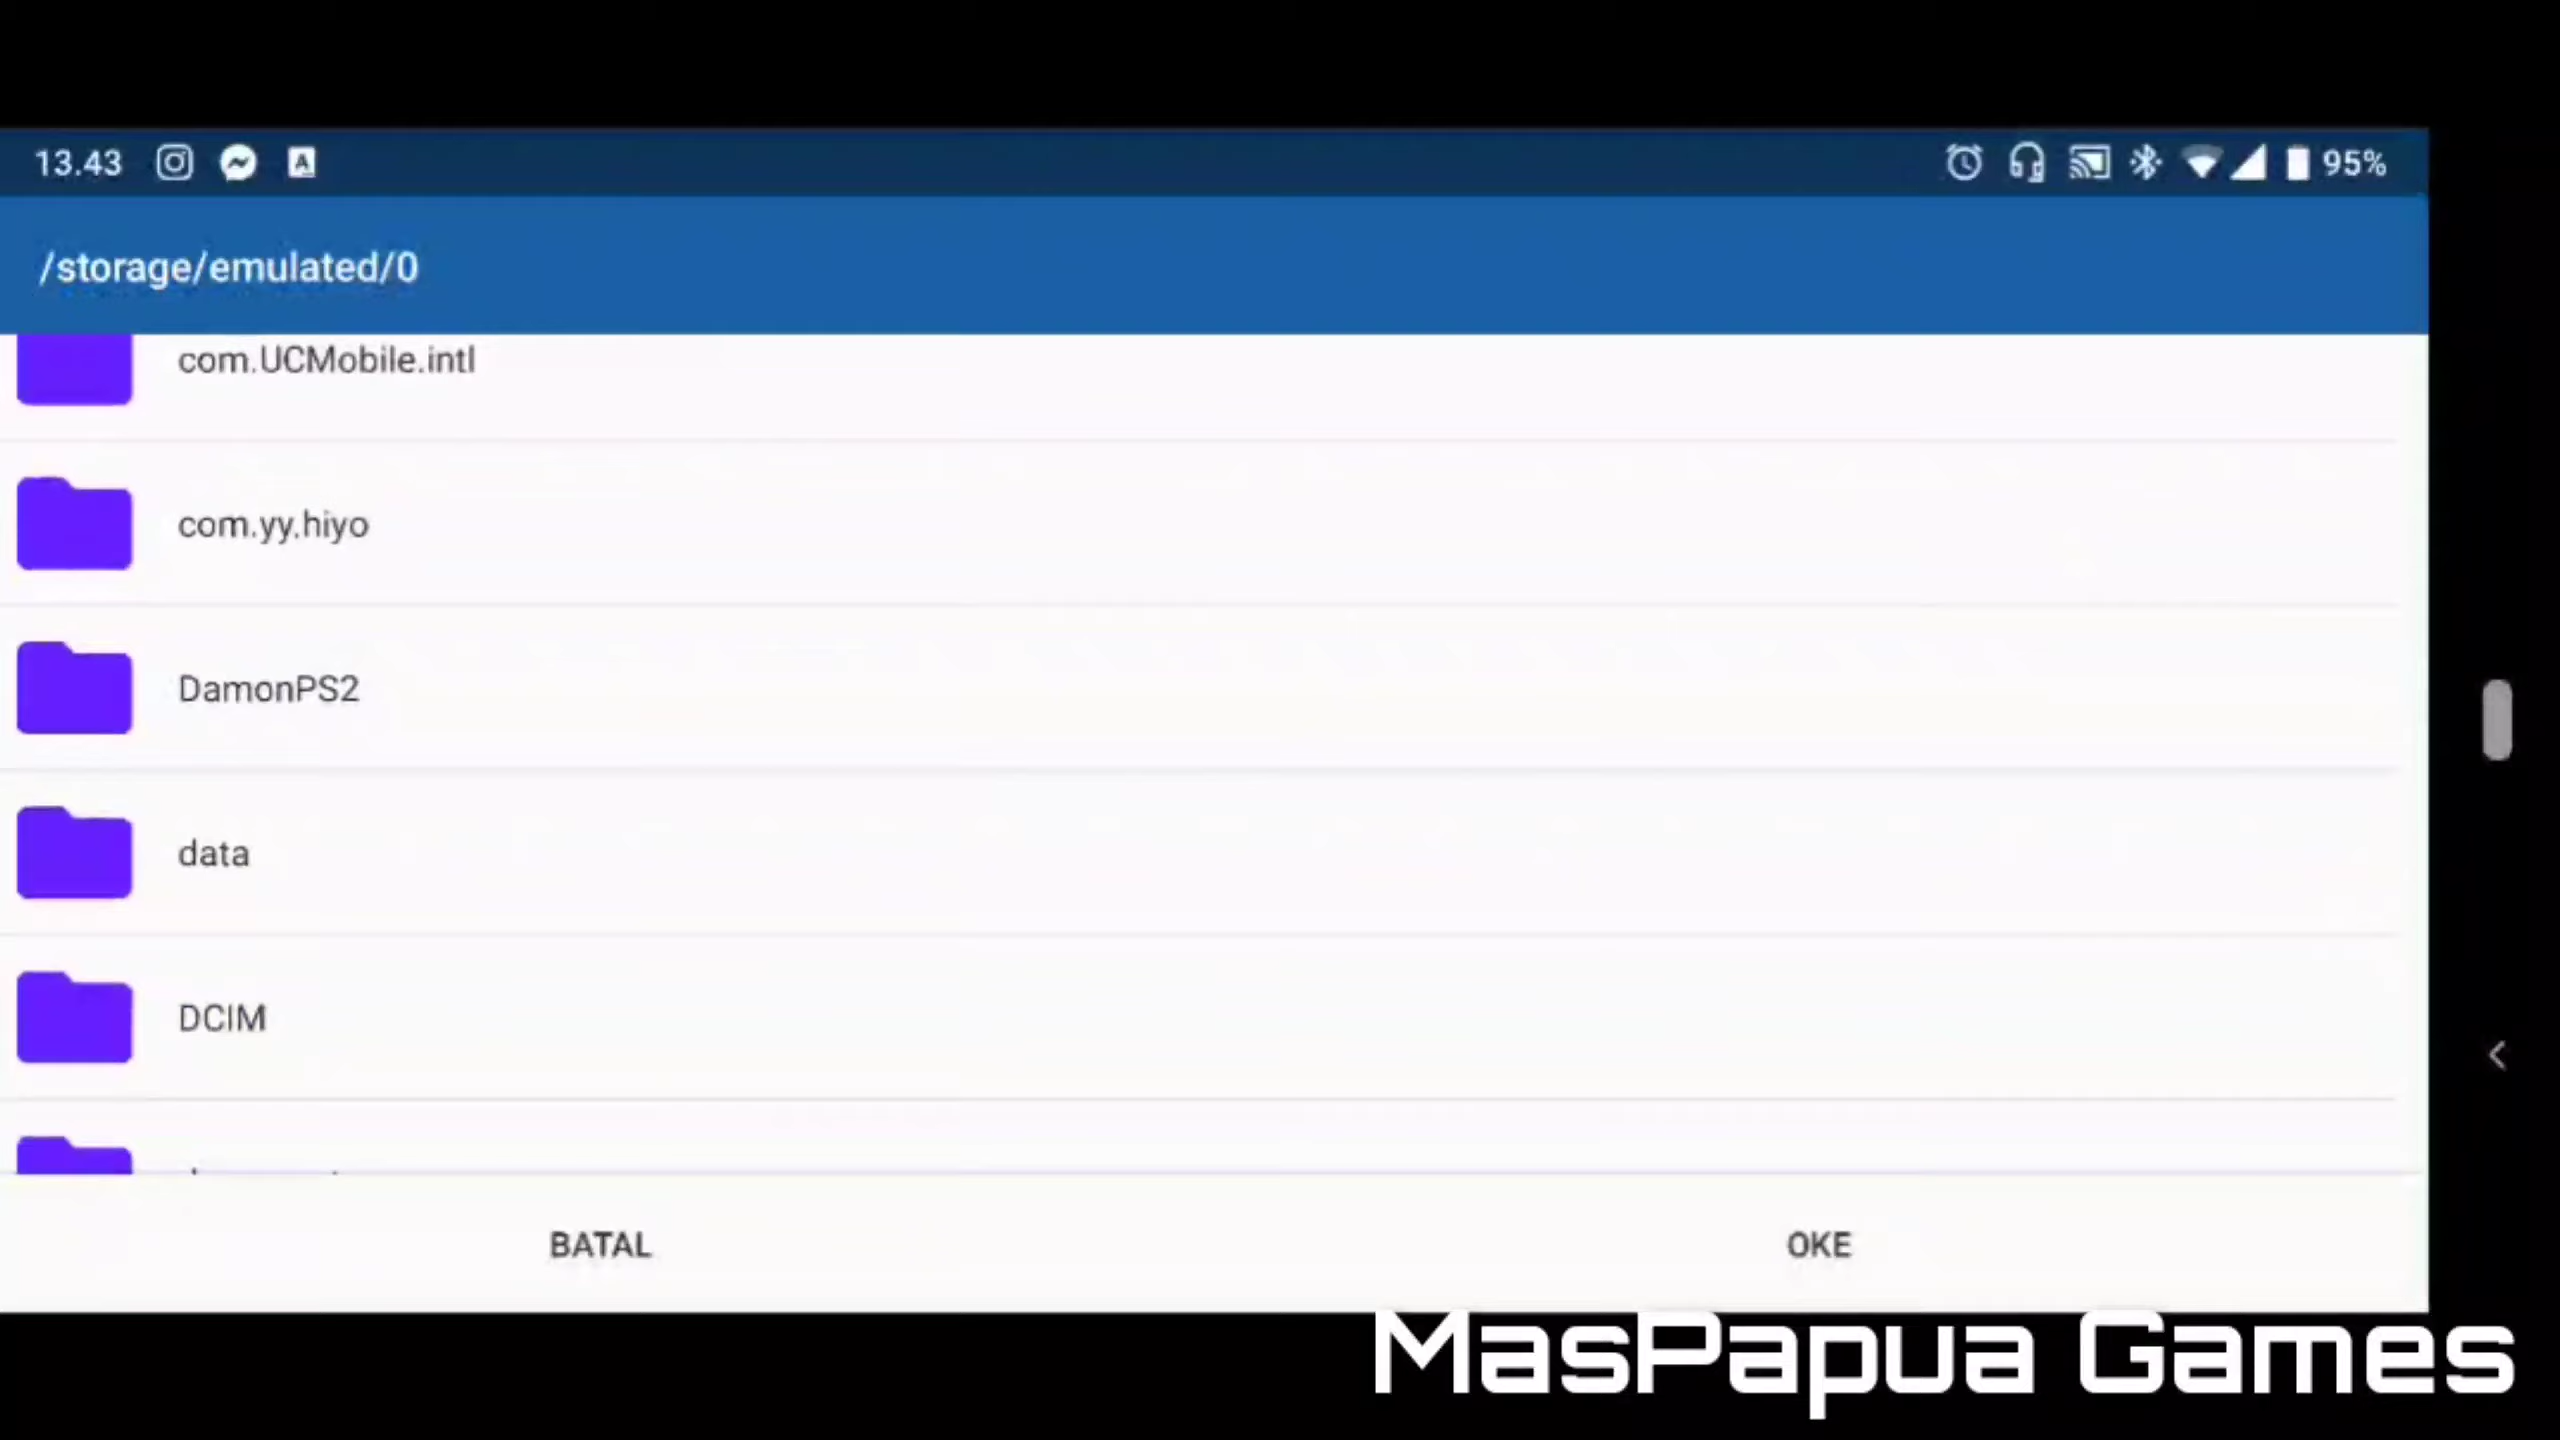 13.43
95%
/storage/emulated/0
com.UCMobile.intl
com.yy.hiyo
DamonPS2
data
DCIM
BATAL
OKE
MasPapua Games